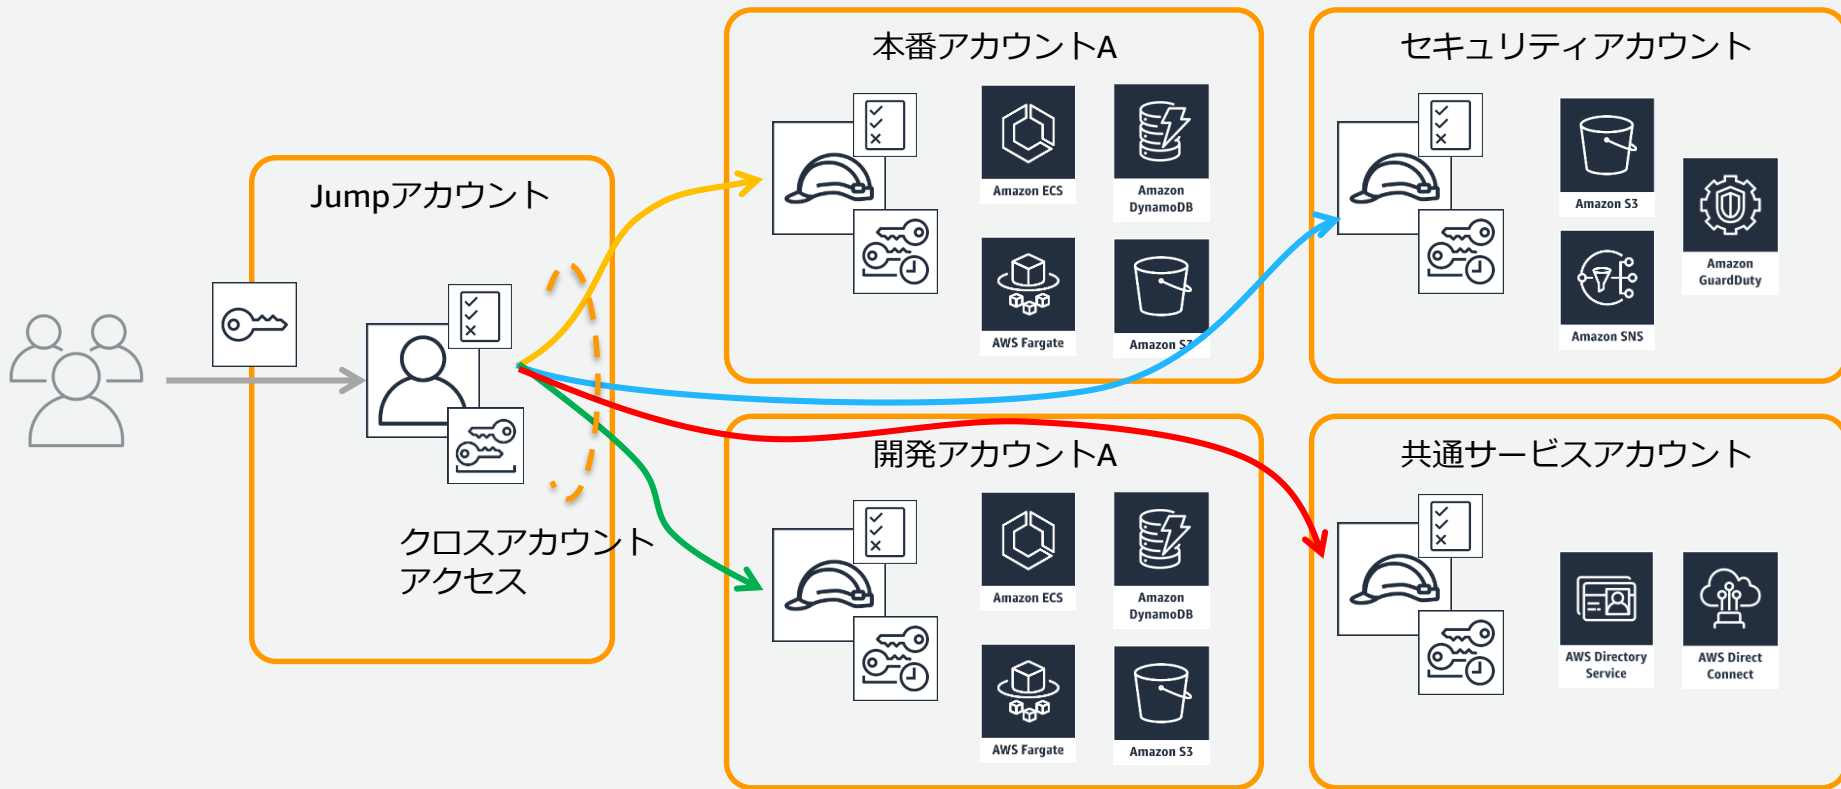 Jumpアカウント
クロスアカウント
アクセス
本番アカウントA
Amazon ECS
Amazon
DynamoDB
AWS Fargate
Amazon S3
セキュリティアカウント
Amazon S3
Amazon
GuardDuty
Amazon SNS
開発アカウントA
Amazon ECS
Amazon
DynamoDB
AWS Fargate
Amazon S3
共通サービスアカウント
AWS Directory
Service
AWS Direct
Connect